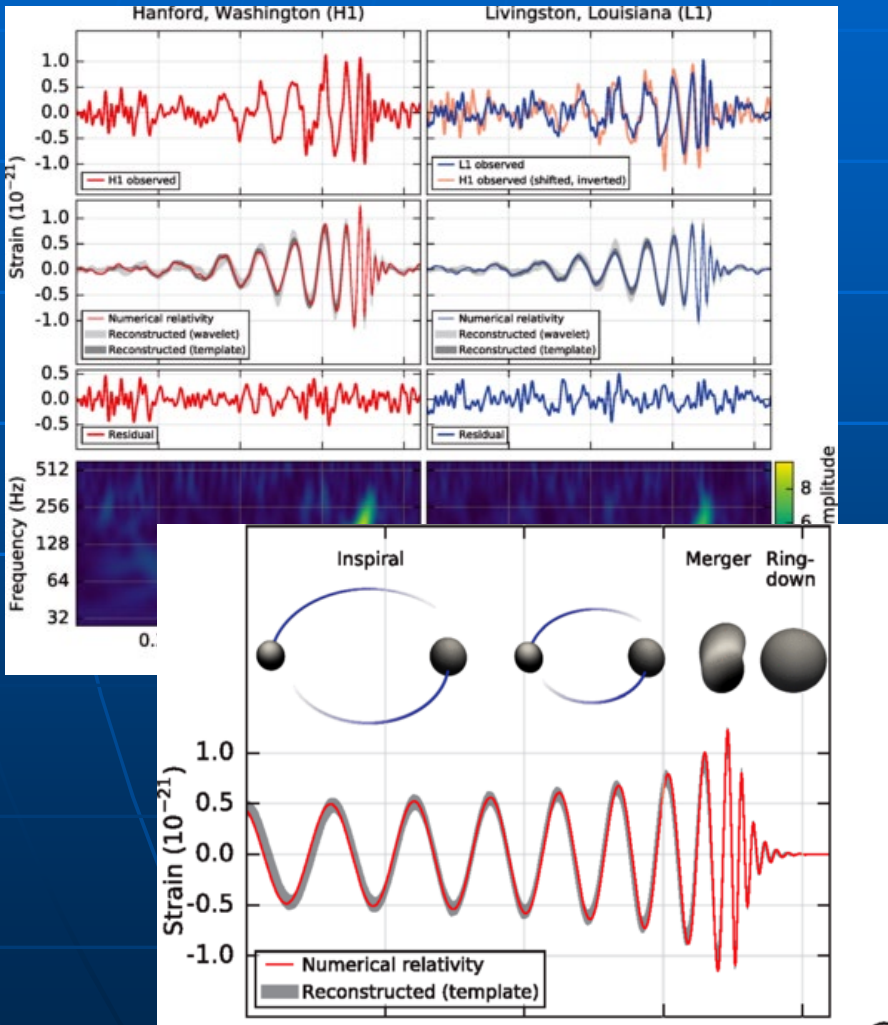 Hanford, Washington (H1)
Livingston, Louisiana (L1)
Strain (10⁻²¹)
1.0
0.5
0.0
-0.5
-1.0
H1 observed
L1 observed
H1 observed (shifted, inverted)
1.0
0.5
0.0
-0.5
-1.0
Numerical relativity
Reconstructed (wavelet)
Reconstructed (template)
Numerical relativity
Reconstructed (wavelet)
Reconstructed (template)
0.5
0.0
-0.5
Residual
Residual
Frequency (Hz)
512
256
128
64
32
8
Inspiral
Merger
Ring-
down
Strain (10⁻²¹)
1.0
0.5
0.0
-0.5
-1.0
Numerical relativity
Reconstructed (template)